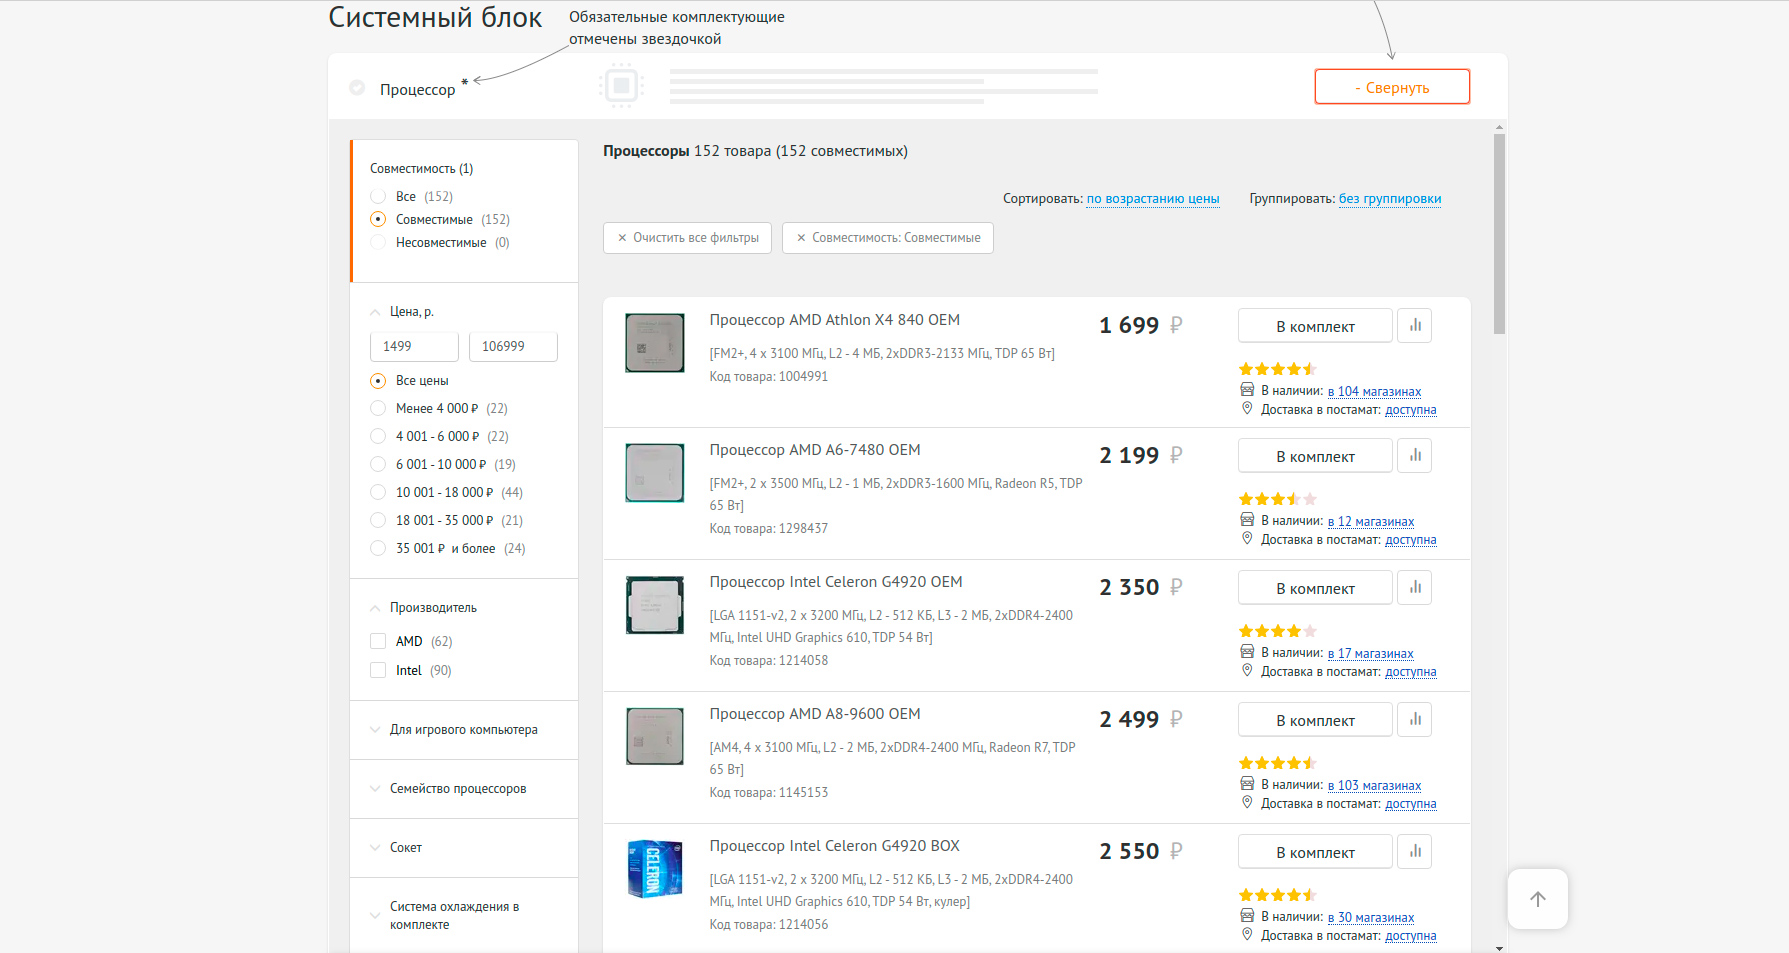 Системный блок
Обязательные комплектующие
отмечены звездочкой
Процессор *
- Свернуть
Совместимость (1)
Все (152)
Совместимые (152)
Несовместимые (0)
Цена, р.
1499 106999
Все цены
Менее 4 000 ₽ (22)
4 001 - 6 000 ₽ (22)
6 001 - 10 000 ₽ (19)
10 001 - 18 000 ₽ (44)
18 001 - 35 000 ₽ (21)
35 001 ₽ и более (24)
Производитель
AMD (62)
Intel (90)
Для игрового компьютера
Семейство процессоров
Сокет
Система охлаждения в
комплекте
Процессоры 152 товара (152 совместимых)
Сортировать: по возрастанию цены Группировать: без группировки
× Очистить все фильтры × Совместимость: Совместимые
Процессор AMD Athlon X4 840 OEM
[FM2+, 4 x 3100 МГц, L2 - 4 МБ, 2xDDR3-2133 МГц, TDP 65 Вт]
Код товара: 1004991
1 699 ₽
В комплект
В наличии: в 104 магазинах
Доставка в постамат: доступна
Процессор AMD A6-7480 OEM
[FM2+, 2 x 3500 МГц, L2 - 1 МБ, 2xDDR3-1600 МГц, Radeon R5, TDP
65 Вт]
Код товара: 1298437
2 199 ₽
В комплект
В наличии: в 12 магазинах
Доставка в постамат: доступна
Процессор Intel Celeron G4920 OEM
[LGA 1151-v2, 2 x 3200 МГц, L2 - 512 КБ, L3 - 2 МБ, 2xDDR4-2400
МГц, Intel UHD Graphics 610, TDP 54 Вт]
Код товара: 1214058
2 350 ₽
В комплект
В наличии: в 17 магазинах
Доставка в постамат: доступна
Процессор AMD A8-9600 OEM
[AM4, 4 x 3100 МГц, L2 - 2 МБ, 2xDDR4-2400 МГц, Radeon R7, TDP
65 Вт]
Код товара: 1145153
2 499 ₽
В комплект
В наличии: в 103 магазинах
Доставка в постамат: доступна
CELERON
Процессор Intel Celeron G4920 BOX
[LGA 1151-v2, 2 x 3200 МГц, L2 - 512 КБ, L3 - 2 МБ, 2xDDR4-2400
МГц, Intel UHD Graphics 610, TDP 54 Вт, кулер]
Код товара: 1214056
2 550 ₽
В комплект
В наличии: в 30 магазинах
Доставка в постамат: доступна